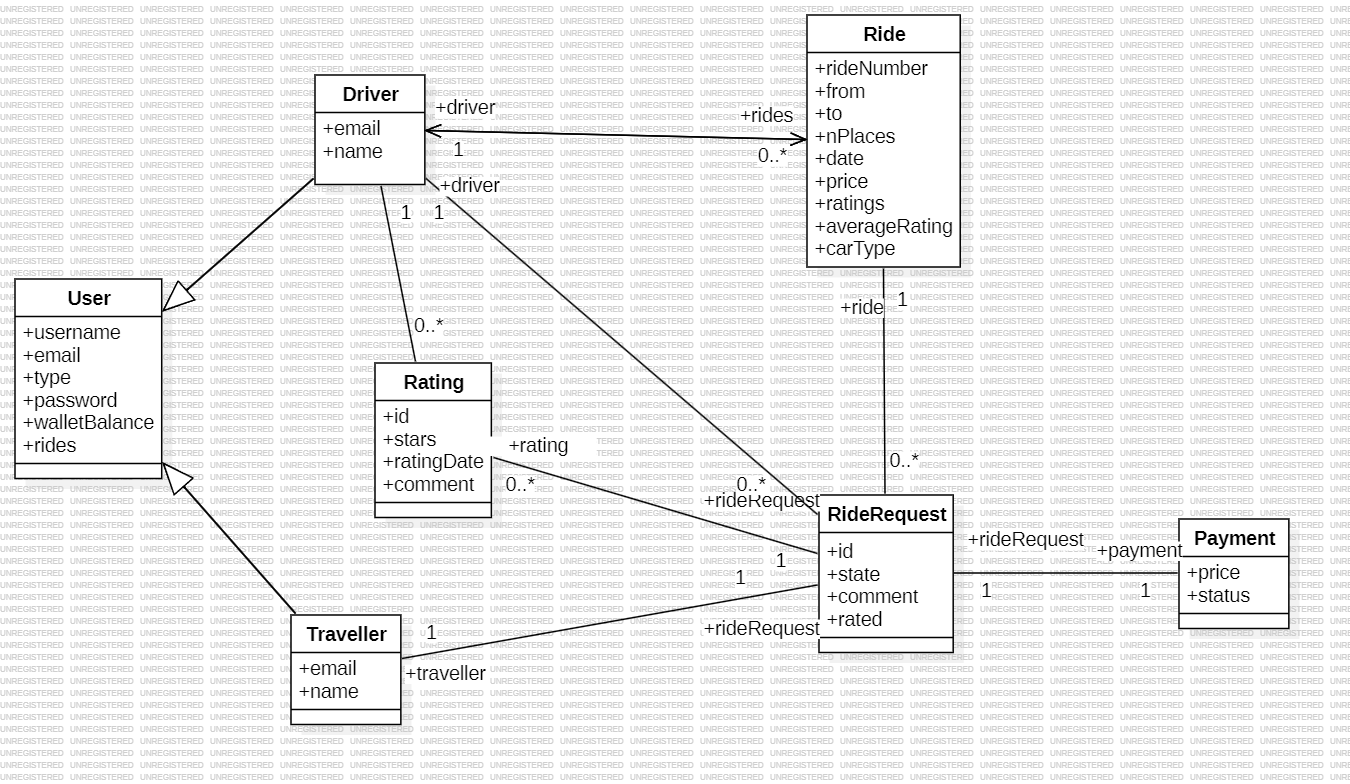 Ride
+rideNumber
+from
+to
+nPlaces
+date
+price
+ratings
+averageRating
+carType
Driver
+email
+name
+driver
1
+rides
0..*
+driver
1
1
0..*
User
+username
+email
+type
+password
+walletBalance
+rides
+ride
1
0..*
Rating
+id
+stars
+ratingDate
+comment
+rating
0..*
0..*
+rideRequest
1
RideRequest
+id
+state
+comment
+rated
+rideRequest
1
+payment
1
Payment
+price
+status
1
+rideRequest
1
+traveller
Traveller
+email
+name
UNREGISTERED